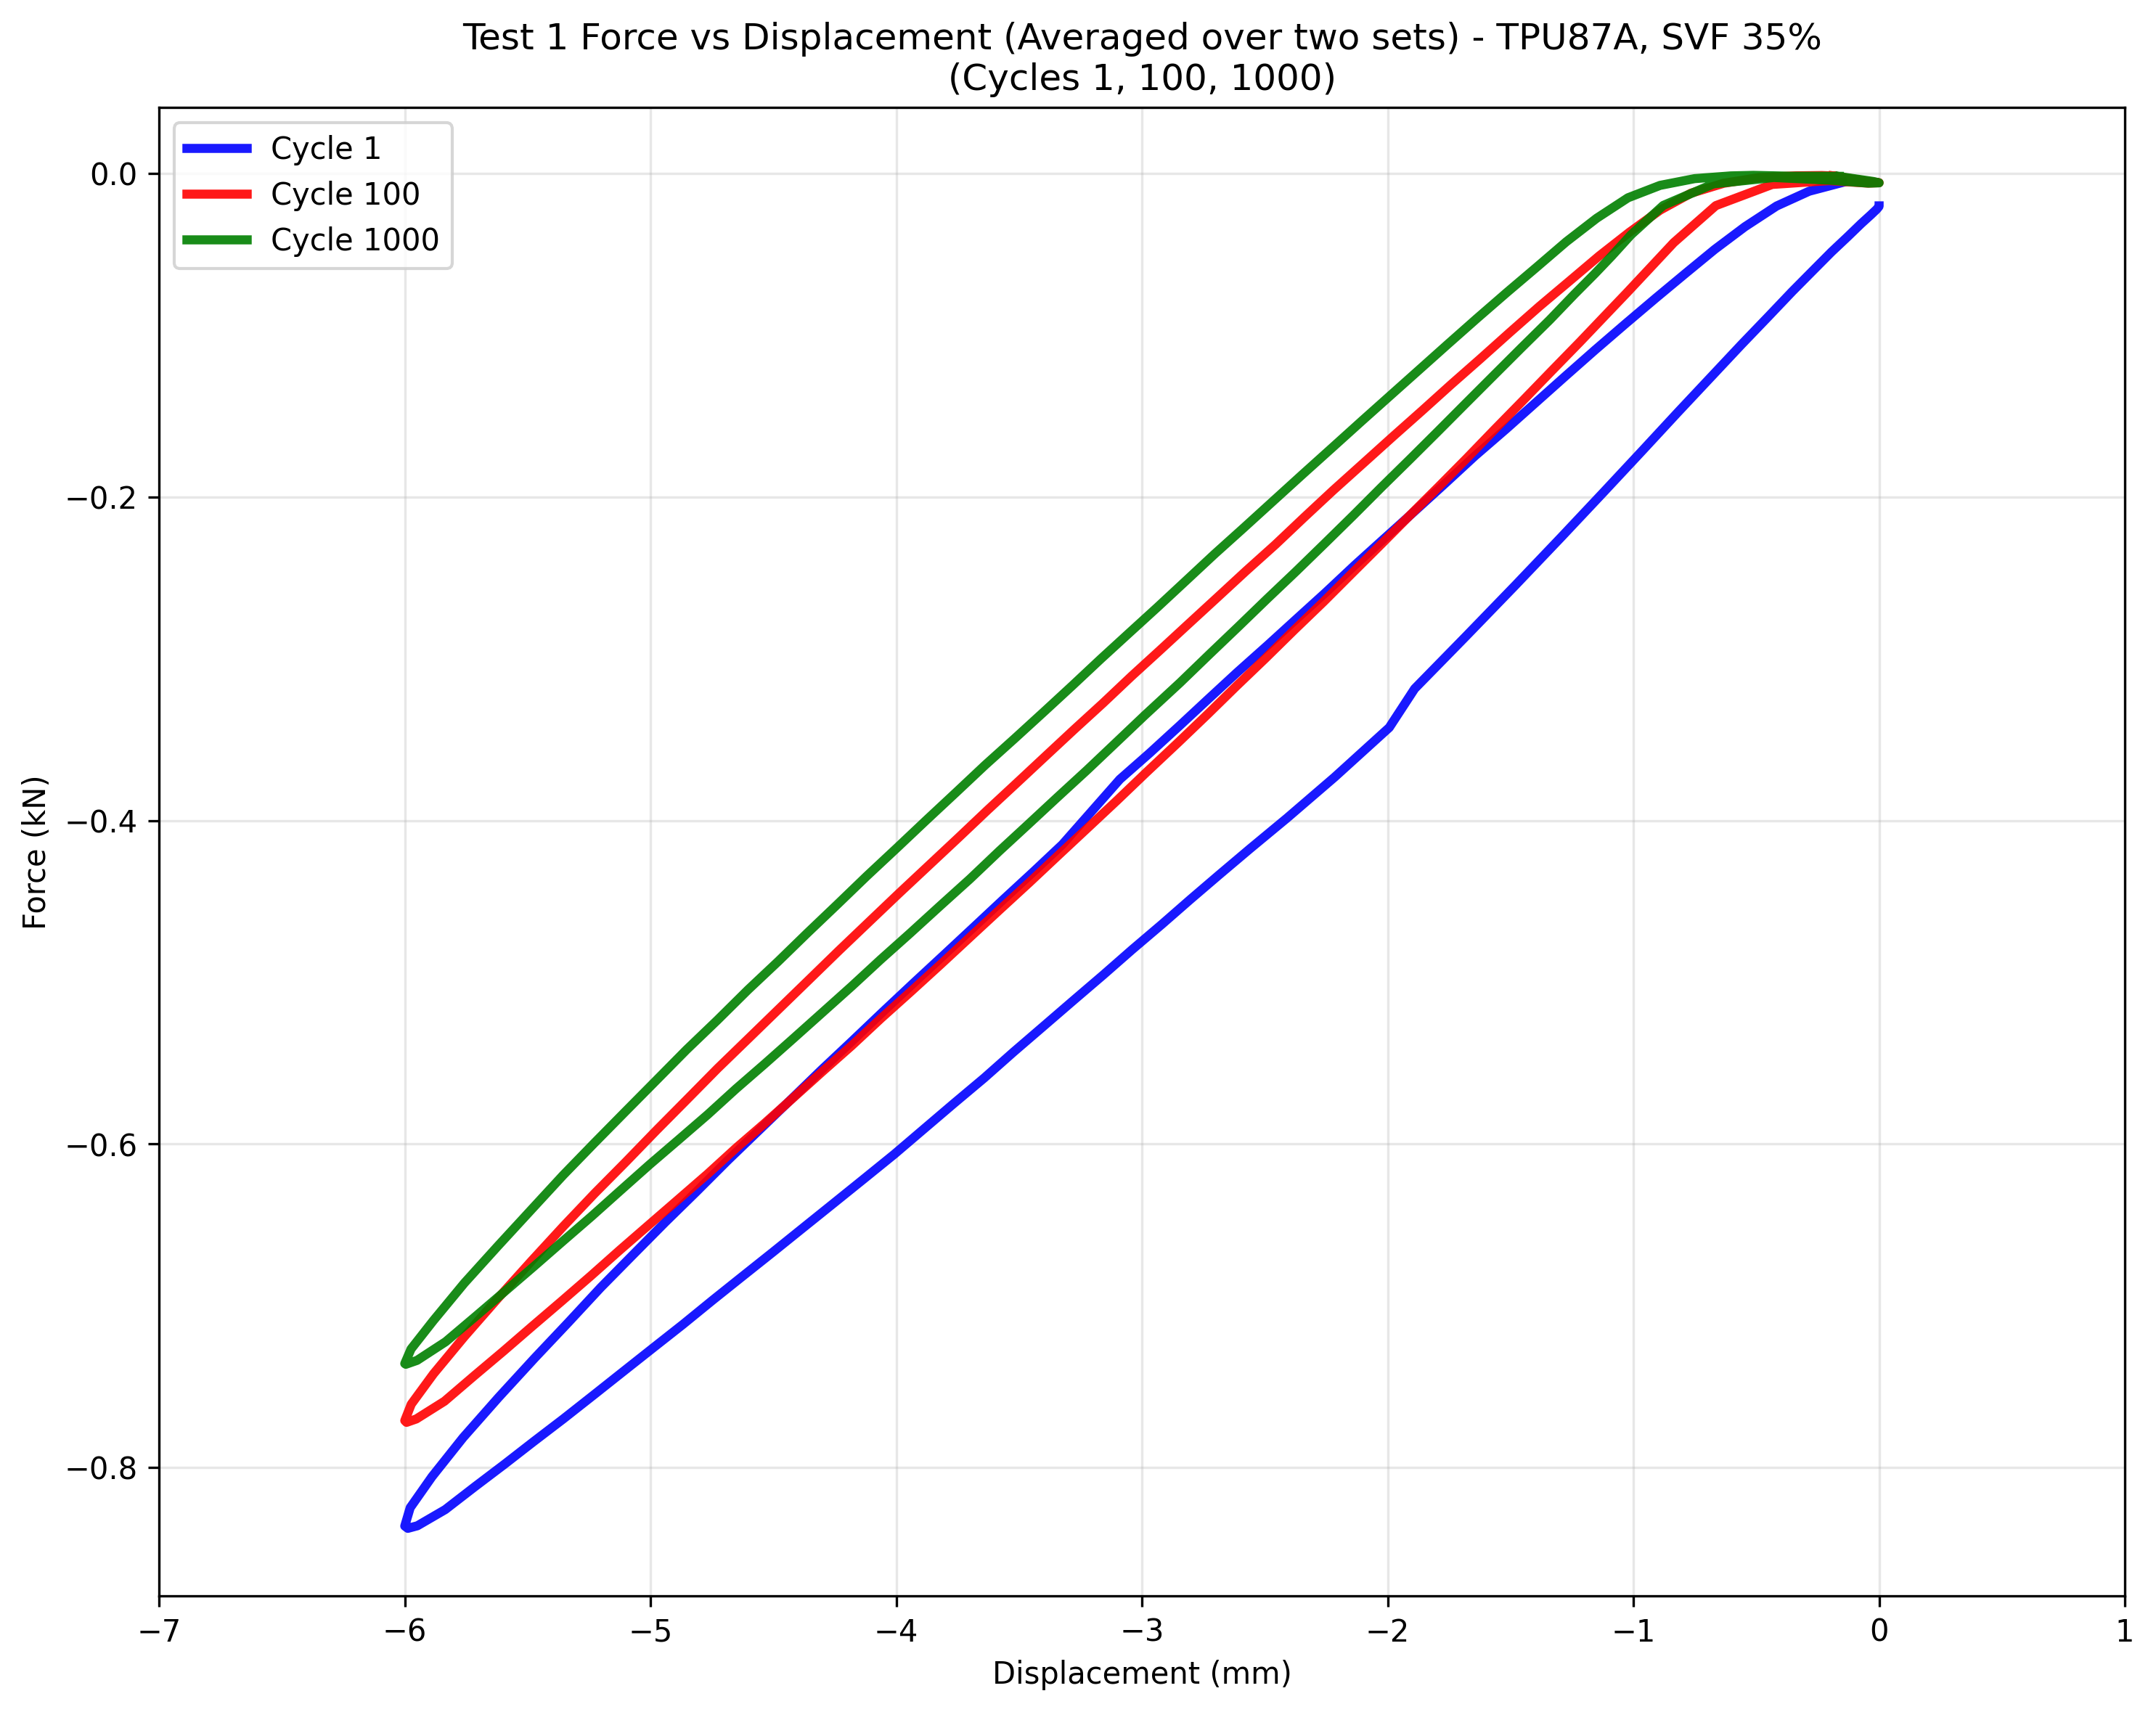 Test 1 Force vs Displacement (Averaged over two sets) - TPU87A, SVF 35%
(Cycles 1, 100, 1000)
Cycle 1
Cycle 100
Cycle 1000
0.0
−0.2
−0.4
−0.6
−0.8
Force (kN)
−7
−6
−5
−4
−3
−2
−1
0
1
Displacement (mm)